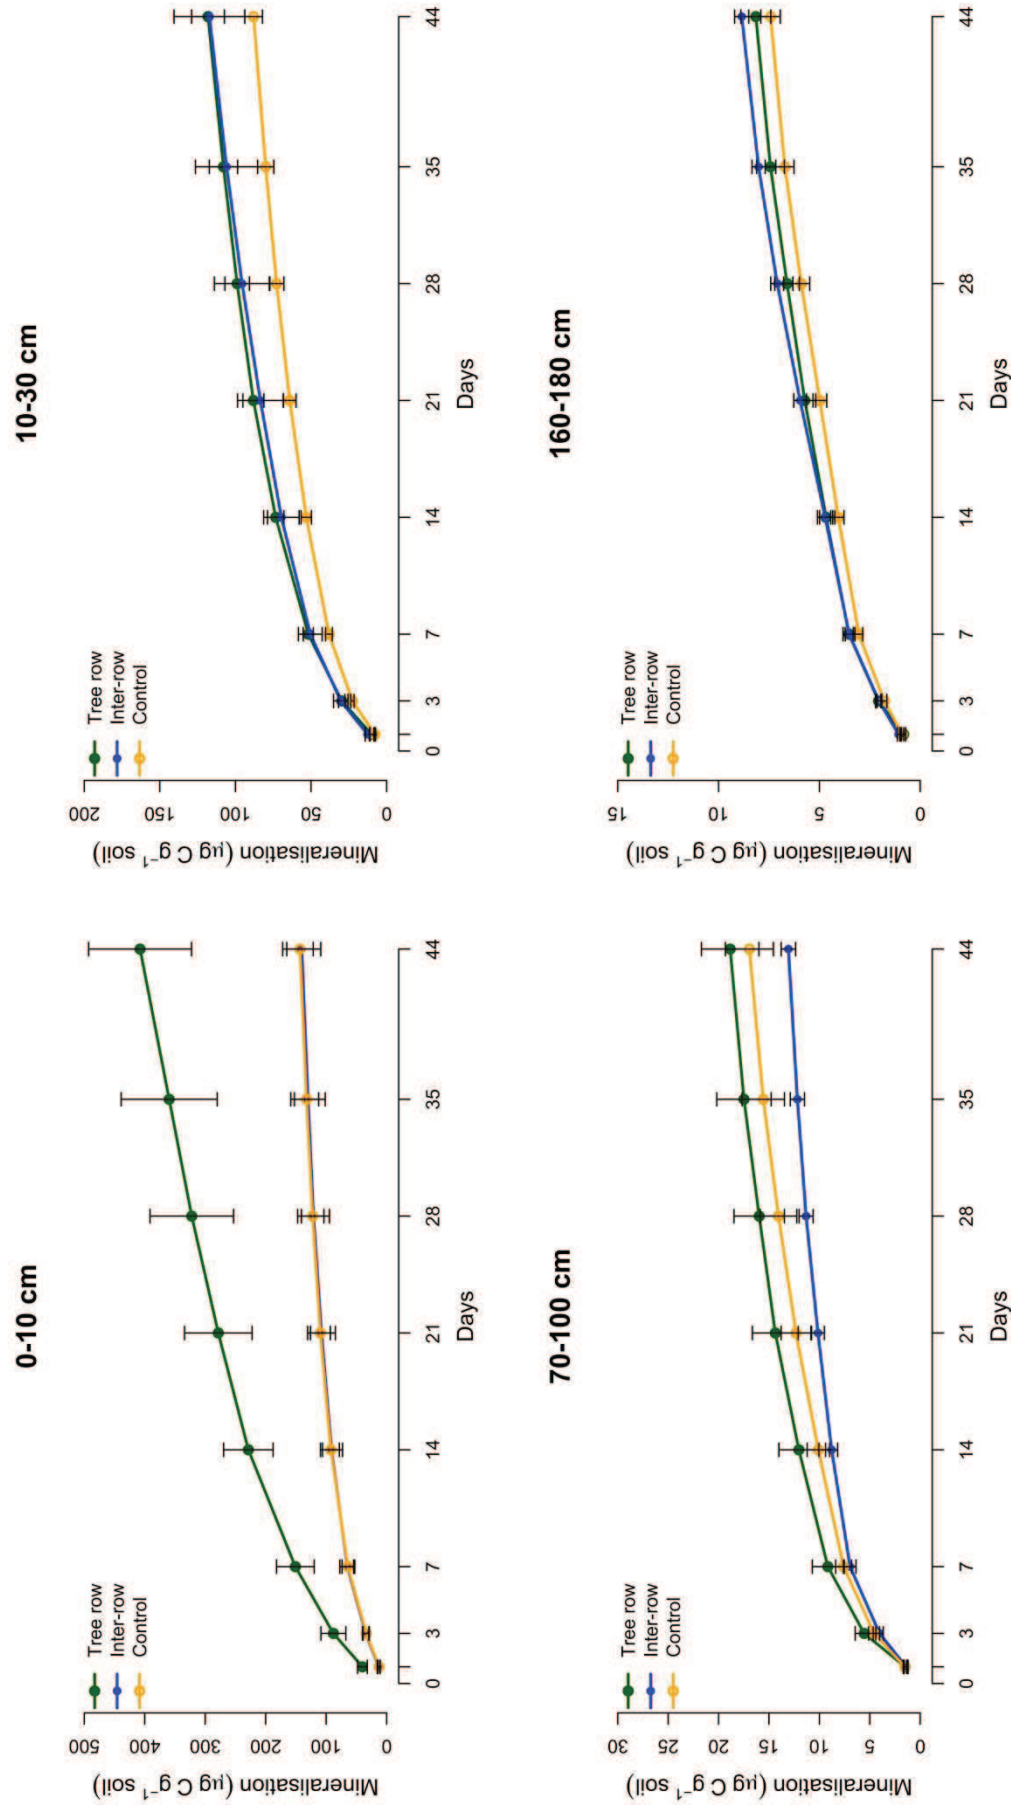 0-10 cm
Mineralisation (µg C g⁻¹ soil)
500
400
300
200
100
0
Tree row
Inter-row
Control
0 3 7 14 21 28 35 44
Days
10-30 cm
Mineralisation (µg C g⁻¹ soil)
200
150
100
50
0
Tree row
Inter-row
Control
0 3 7 14 21 28 35 44
Days
70-100 cm
Mineralisation (µg C g⁻¹ soil)
30
25
20
15
10
5
0
Tree row
Inter-row
Control
0 3 7 14 21 28 35 44
Days
160-180 cm
Mineralisation (µg C g⁻¹ soil)
15
10
5
0
Tree row
Inter-row
Control
0 3 7 14 21 28 35 44
Days